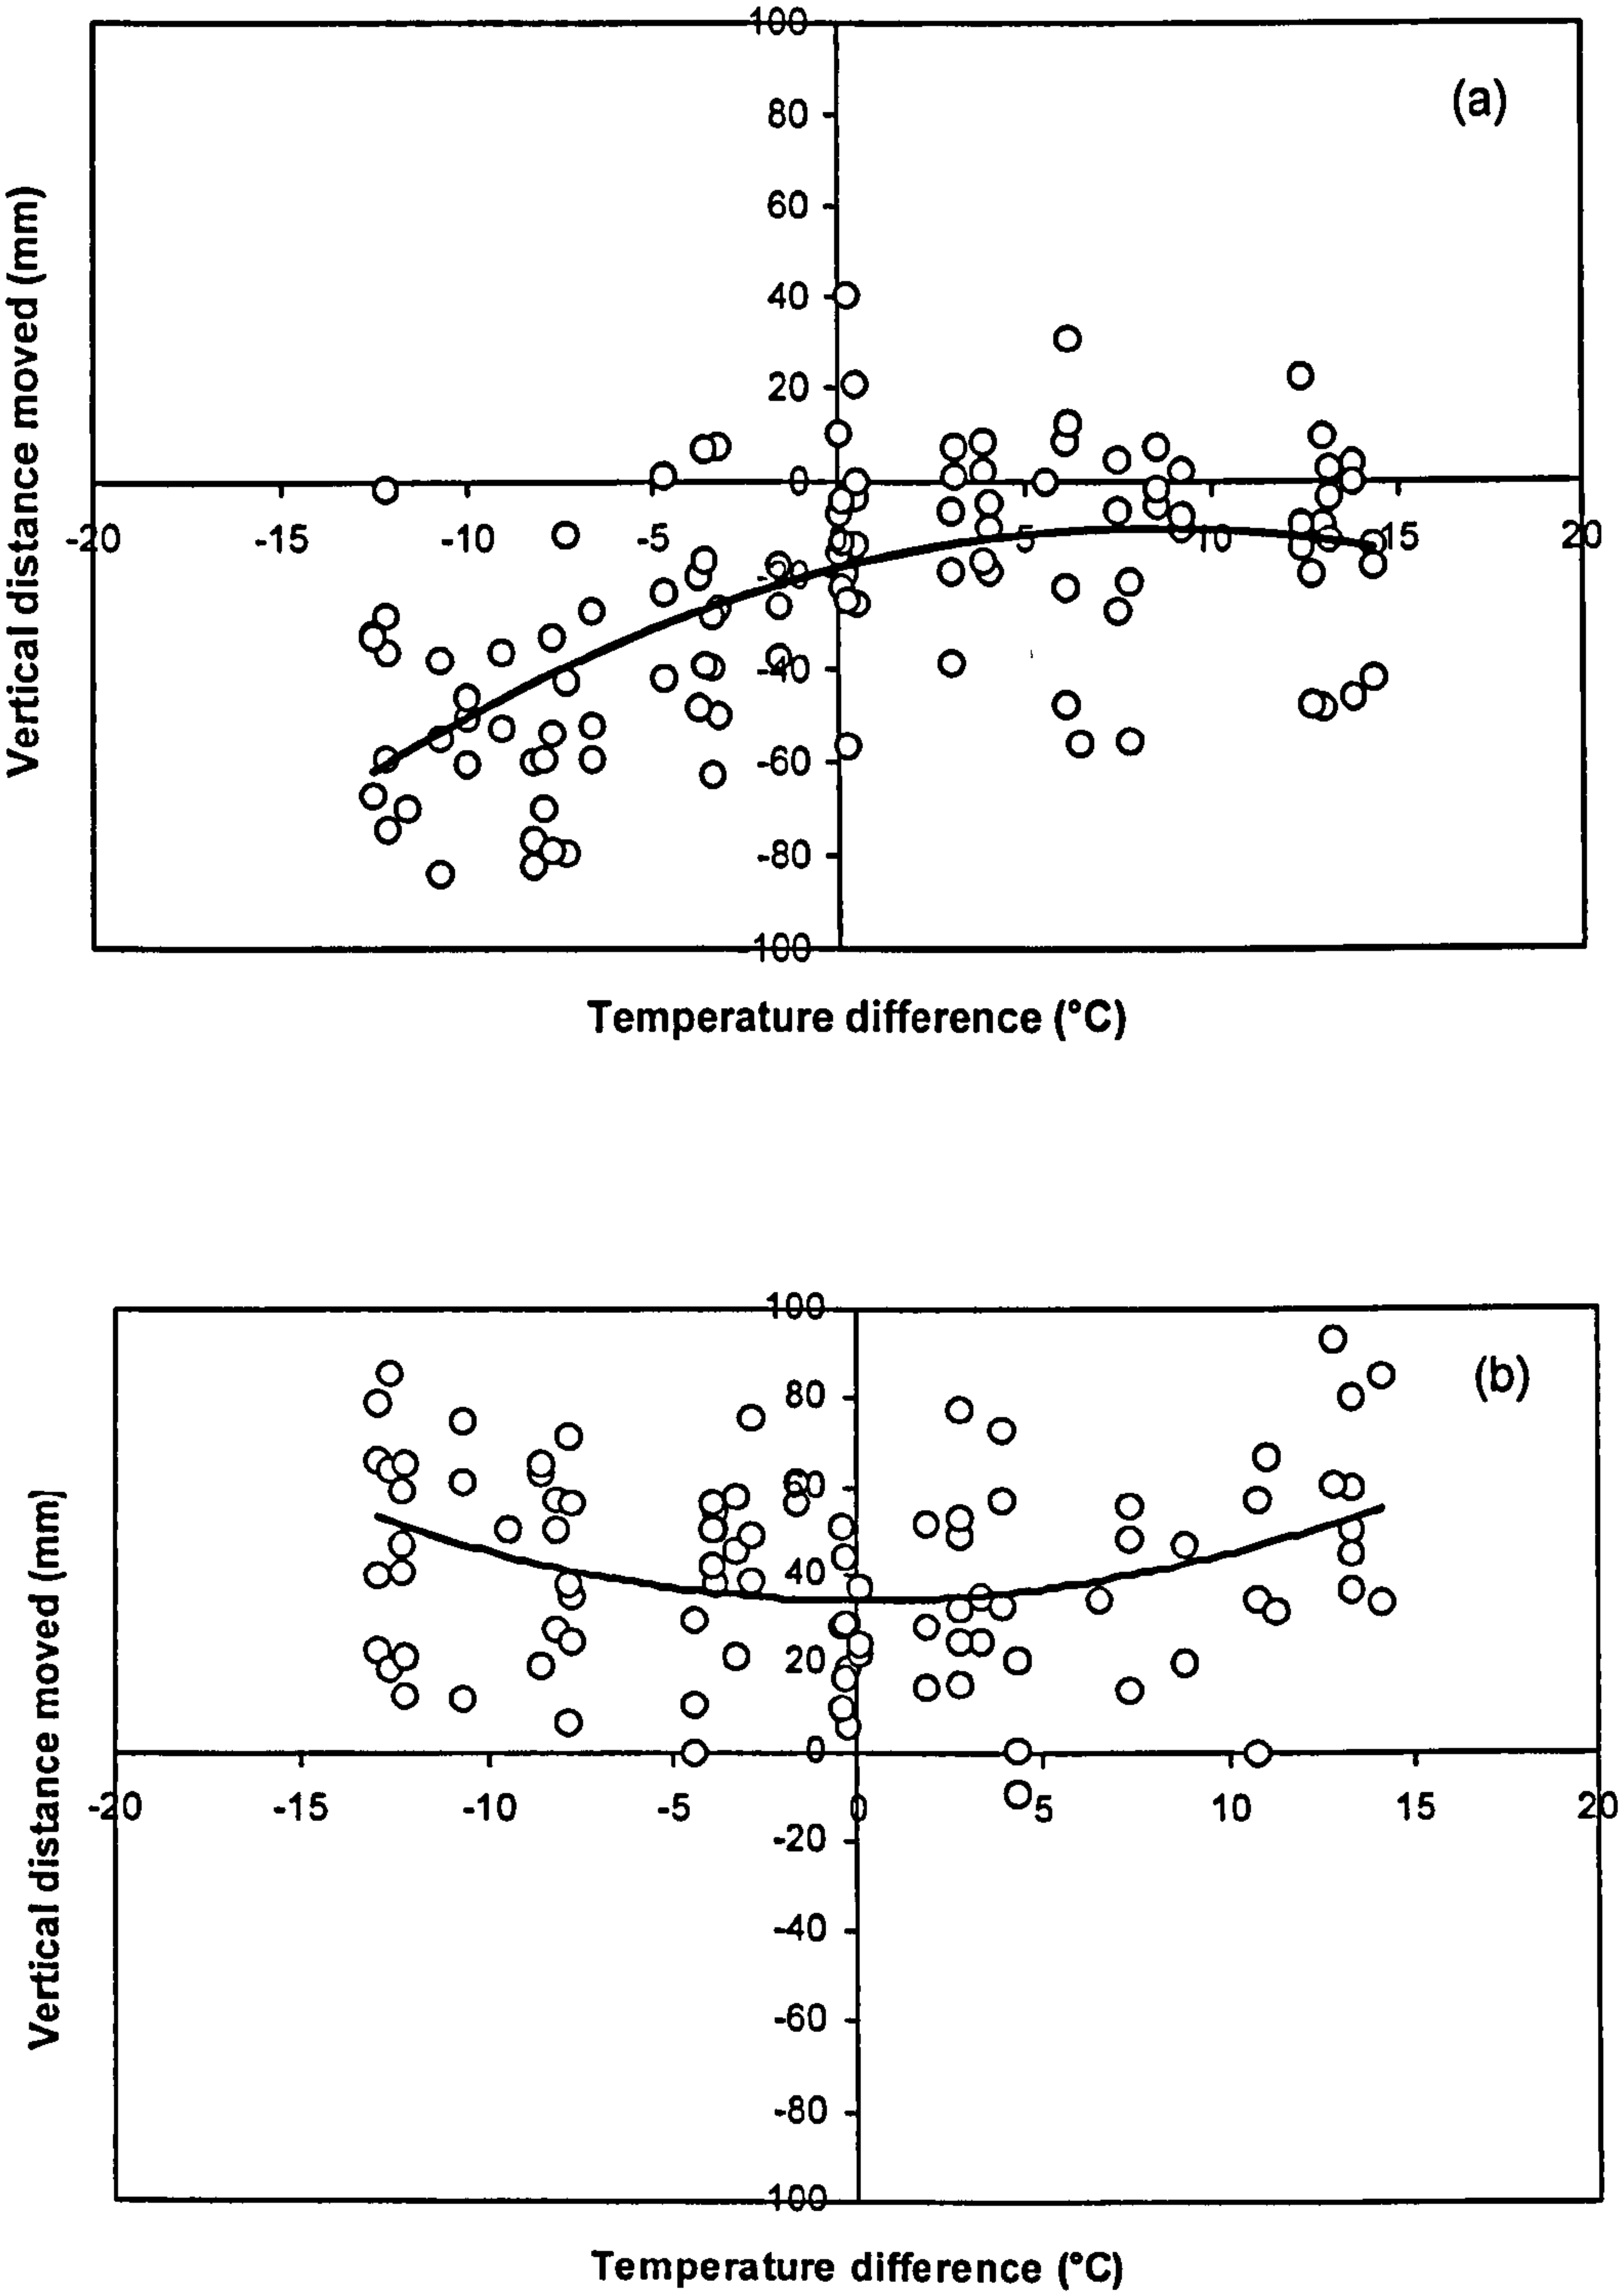 100
(a)
80
60
40
20
0
-20 -15 -10 -5 5 10 15 20
-20
-40
-60
-80
100
Vertical distance moved (mm)
Temperature difference (°C)
100
(b)
80
60
40
20
0
-20 -15 -10 -5 0 5 10 15 20
-20
-40
-60
-80
100
Vertical distance moved (mm)
Temperature difference (°C)